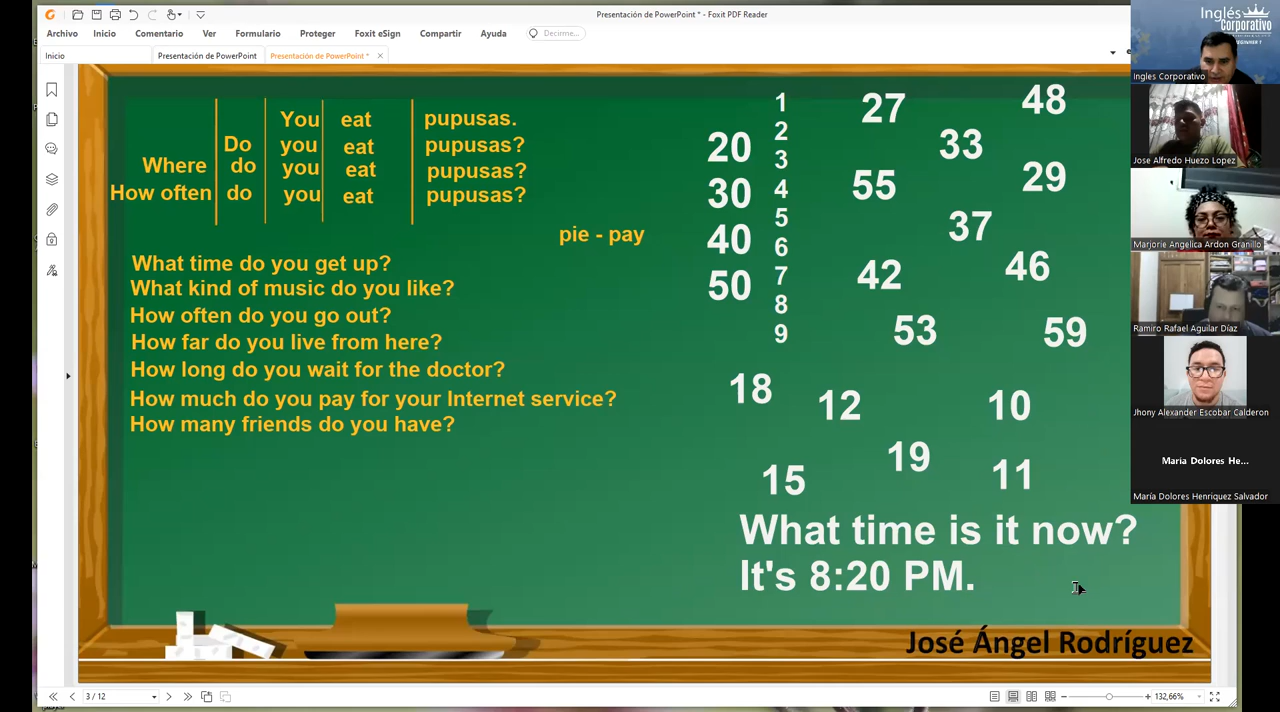 Presentación de PowerPoint * - Foxit PDF Reader
Archivo Inicio Comentario Ver Formulario Proteger Foxit eSign Compartir Ayuda Decirme...
Inicio Presentación de PowerPoint Presentación de PowerPoint *
You eat pupusas.
Do you eat pupusas?
Where do you eat pupusas?
How often do you eat pupusas?
pie - pay
What time do you get up?
What kind of music do you like?
How often do you go out?
How far do you live from here?
How long do you wait for the doctor?
How much do you pay for your Internet service?
How many friends do you have?
20
30
40
50
1
2
3
4
5
6
7
8
9
27
48
33
55
29
37
42
46
53
59
18
12
10
19
15
11
What time is it now?
It's 8:20 PM.
José Ángel Rodríguez
3 / 12
132,66%
Inglés
Corporativo
BEGINNER 1
Ingles Corporativo
Jose Alfredo Huezo Lopez
Marjorie Angelica Ardon Granillo
Ramiro Rafael Aguilar Díaz
Jhony Alexander Escobar Calderon
María Dolores He...
María Dolores Henriquez Salvador